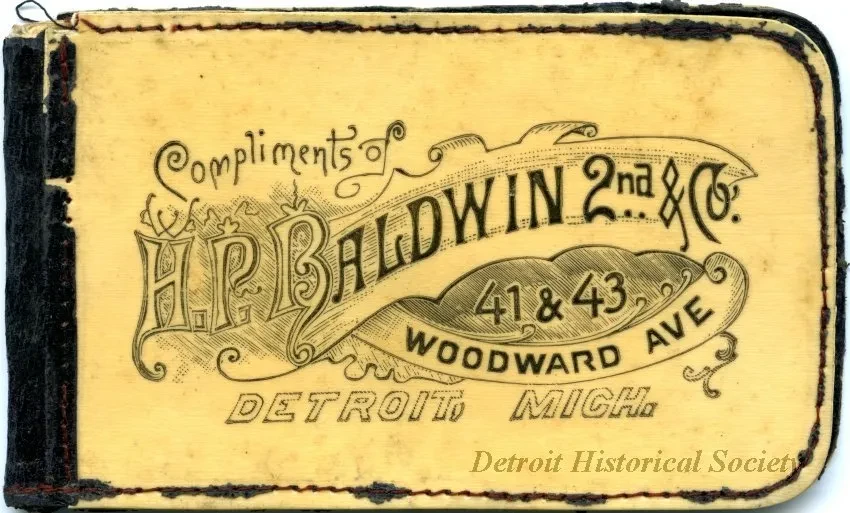 Compliments of
H.P. BALDWIN 2nd & Co.
41 & 43
WOODWARD AVE
DETROIT, MICH.
Detroit Historical Society